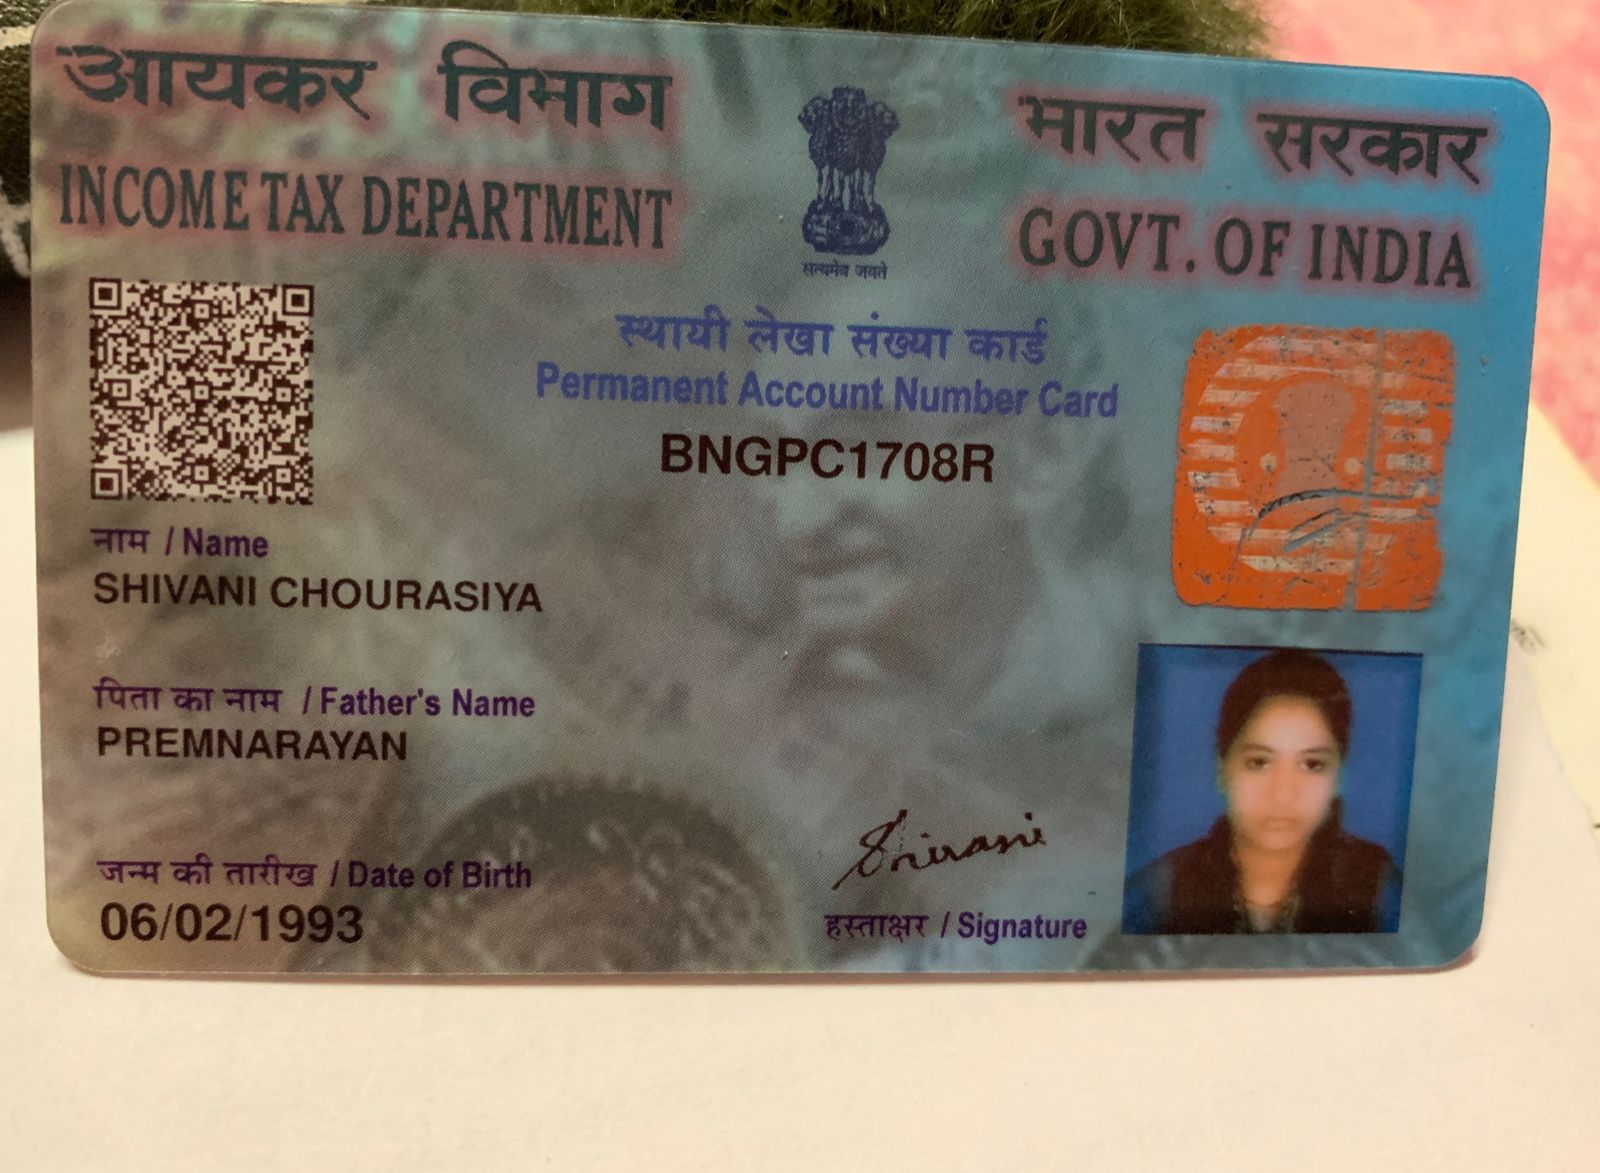 आयकर विभाग
INCOME TAX DEPARTMENT
सत्यमेव जयते
भारत सरकार
GOVT. OF INDIA
स्थायी लेखा संख्या कार्ड
Permanent Account Number Card
BNGPC1708R
नाम / Name
SHIVANI CHOURASIYA
पिता का नाम / Father's Name
PREMNARAYAN
जन्म की तारीख / Date of Birth
06/02/1993
Shivani
हस्ताक्षर / Signature